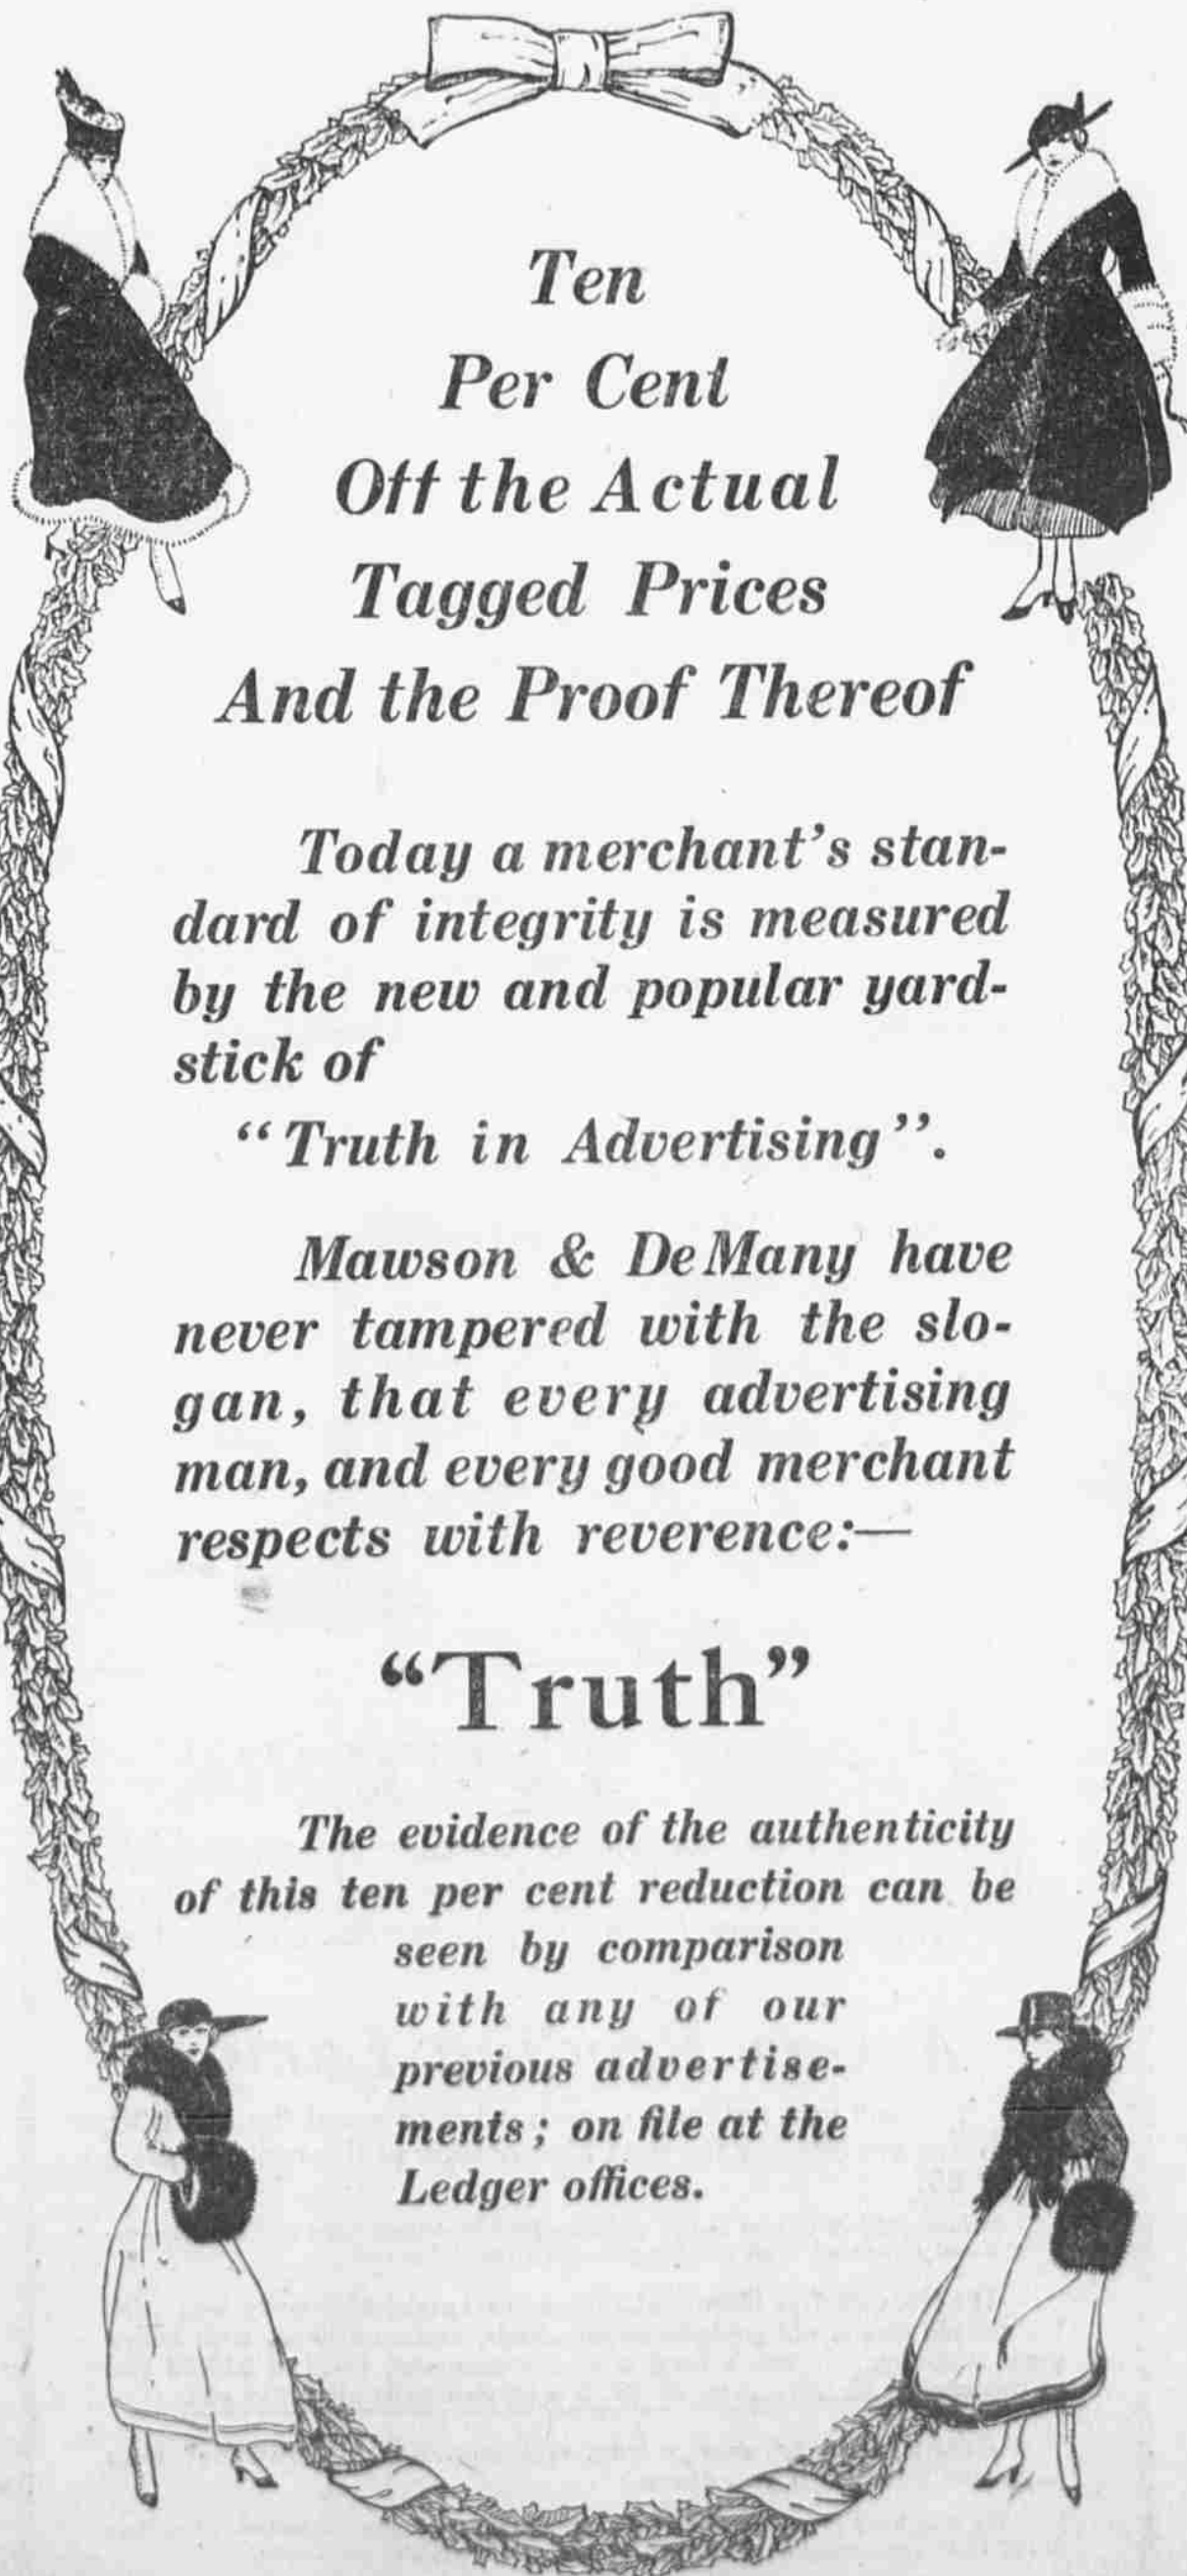 Ten
Per Cent
Off the Actual
Tagged Prices
And the Proof Thereof
Today a merchant's stan-
dard of integrity is measured
by the new and popular yard-
stick of
"Truth in Advertising".
Mawson & DeMany have
never tampered with the slo-
gan, that every advertising
man, and every good merchant
respects with reverence:—
"Truth"
The evidence of the authenticity
of this ten per cent reduction can be
seen by comparison
with any of our
previous advertise-
ments; on file at the
Ledger offices.